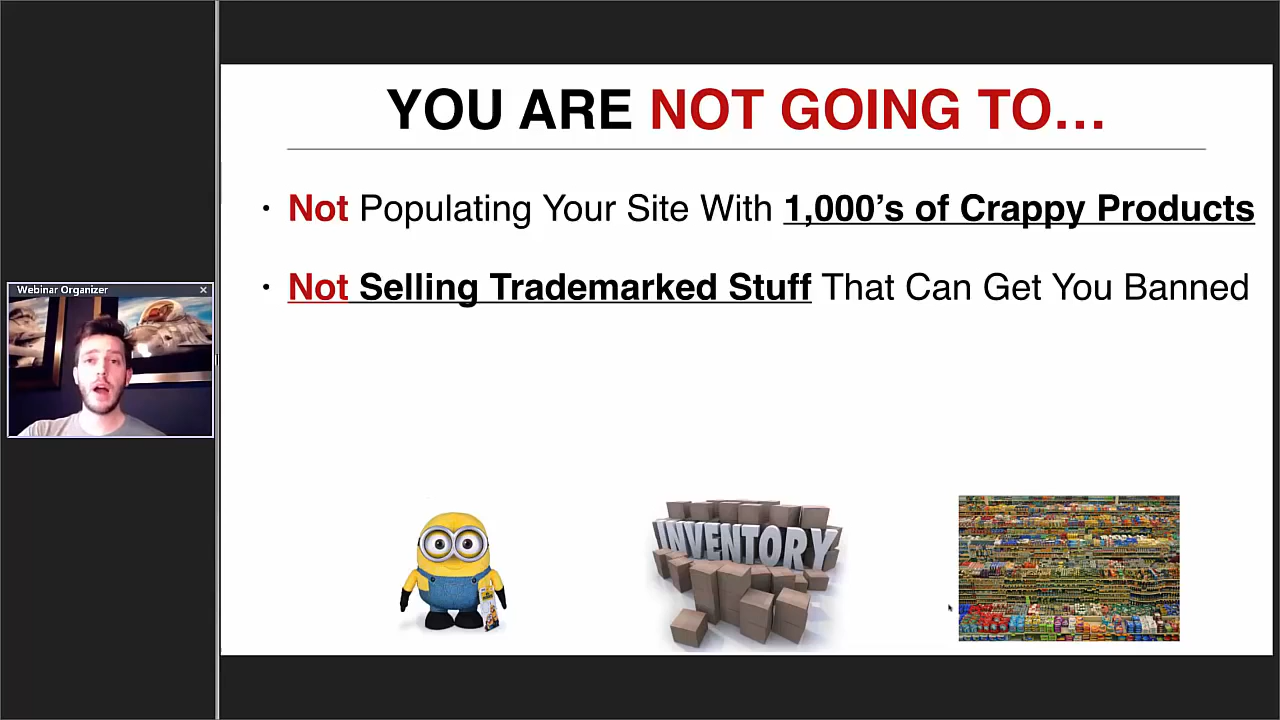 YOU ARE NOT GOING TO…
• Not Populating Your Site With 1,000’s of Crappy Products
• Not Selling Trademarked Stuff That Can Get You Banned
Webinar Organizer
INVENTORY